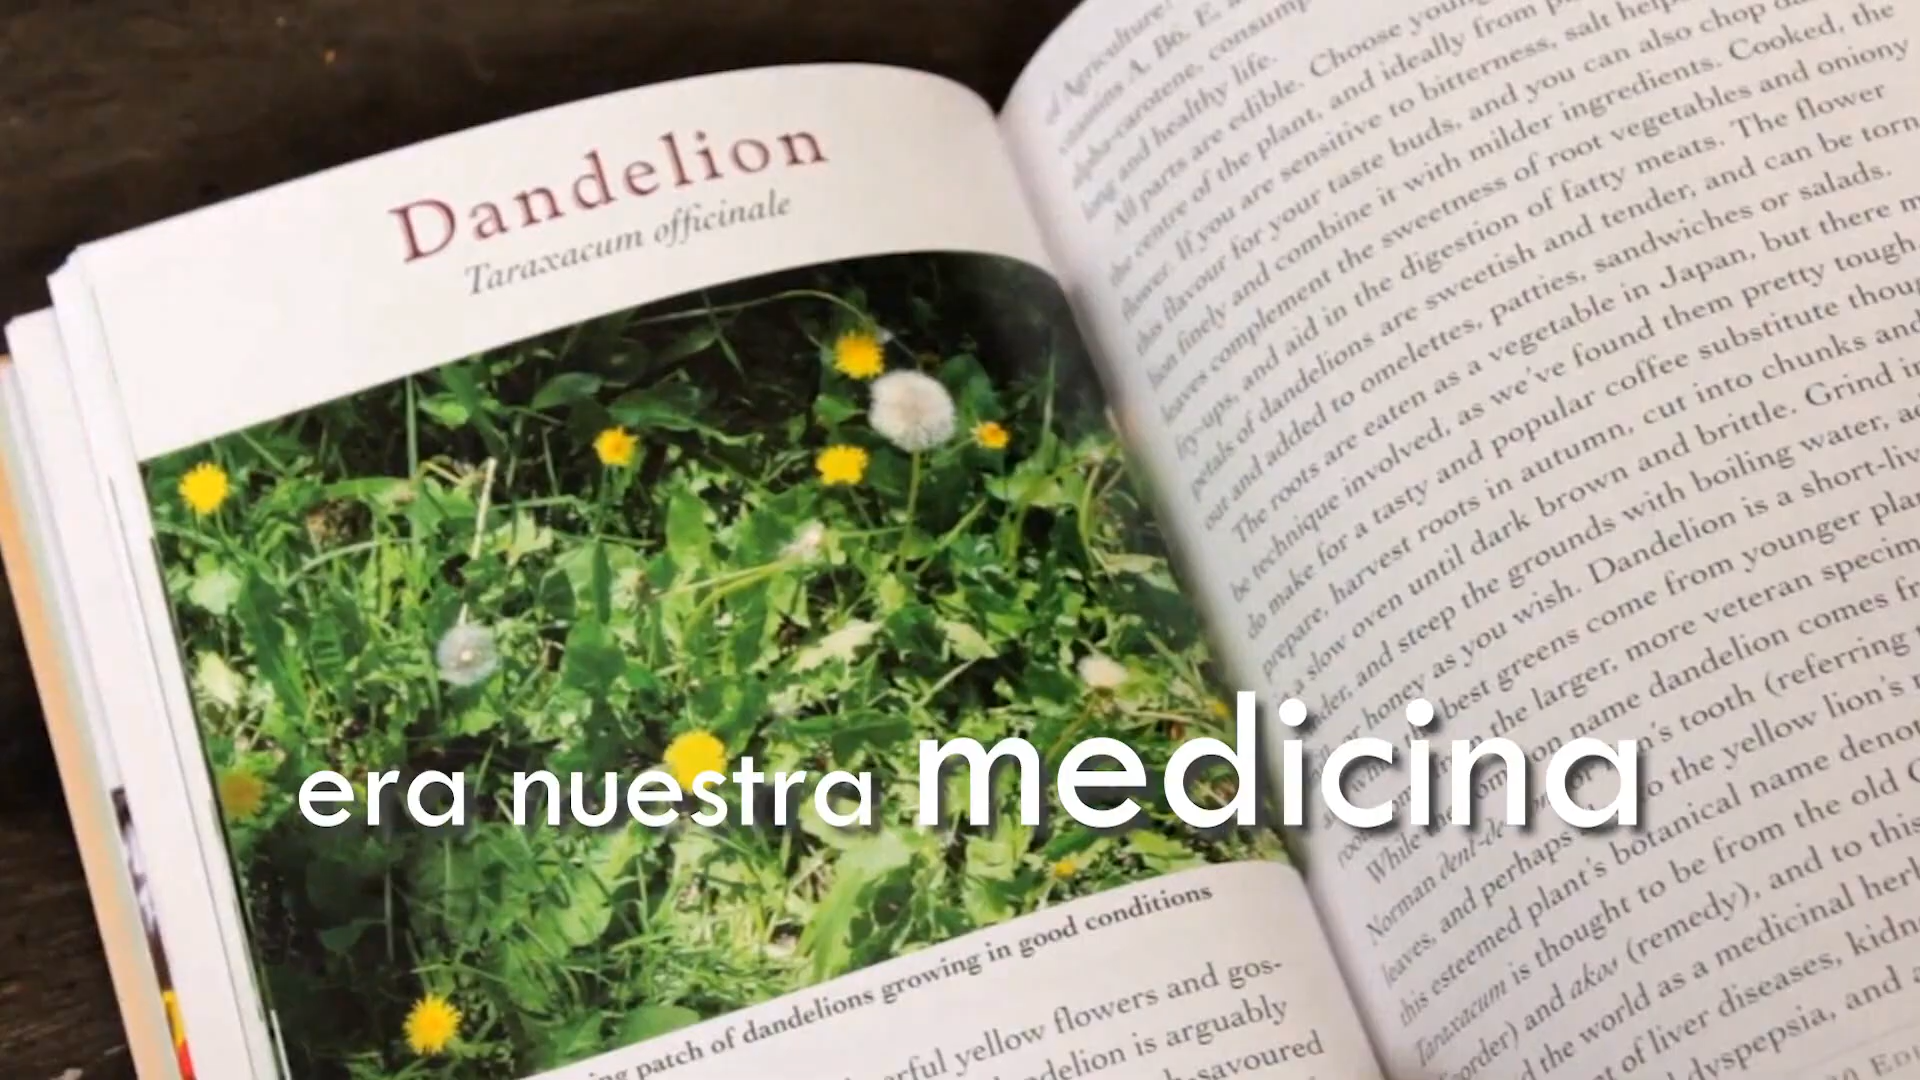 Dandelion
Taraxacum officinale
patch of dandelions growing in good conditions
yellow flowers and gos-
dandelion is arguably
savoured
era nuestra medicina
of Agriculture
vitamins A, B6, E,
alpha-carotene, consump
long and healthy life.
All parts are edible. Choose
the centre of the plant, and ideally from
flower. If you are sensitive to bitterness, salt
this flavour for your taste buds, and you can also chop
lion finely and combine it with milder ingredients. Cooked, the
leaves complement the sweetness of root vegetables and oniony
fry-ups, and aid in the digestion of fatty meats. The flower
petals of dandelions are sweetish and tender, and can be torn
out and added to omelettes, patties, sandwiches or salads.
The roots are eaten as a vegetable in Japan, but there
be technique involved, as we've found them pretty tough.
do make for a tasty and popular coffee substitute
prepare, harvest roots in autumn, cut into chunks and
in a slow oven until dark brown and brittle. Grind
and steep the grounds with boiling water,
or honey as you wish. Dandelion is a short-liv
best greens come from younger
the larger, more veteran specim
While the common name dandelion comes
Norman dent-de- tooth (referring
leaves, and perhaps to the yellow lion's
this esteemed plant's botanical name denot
Taraxacum is thought to be from the old
and akos (remedy), and to this
the world as a medicinal
of liver diseases,
dyspepsia, and